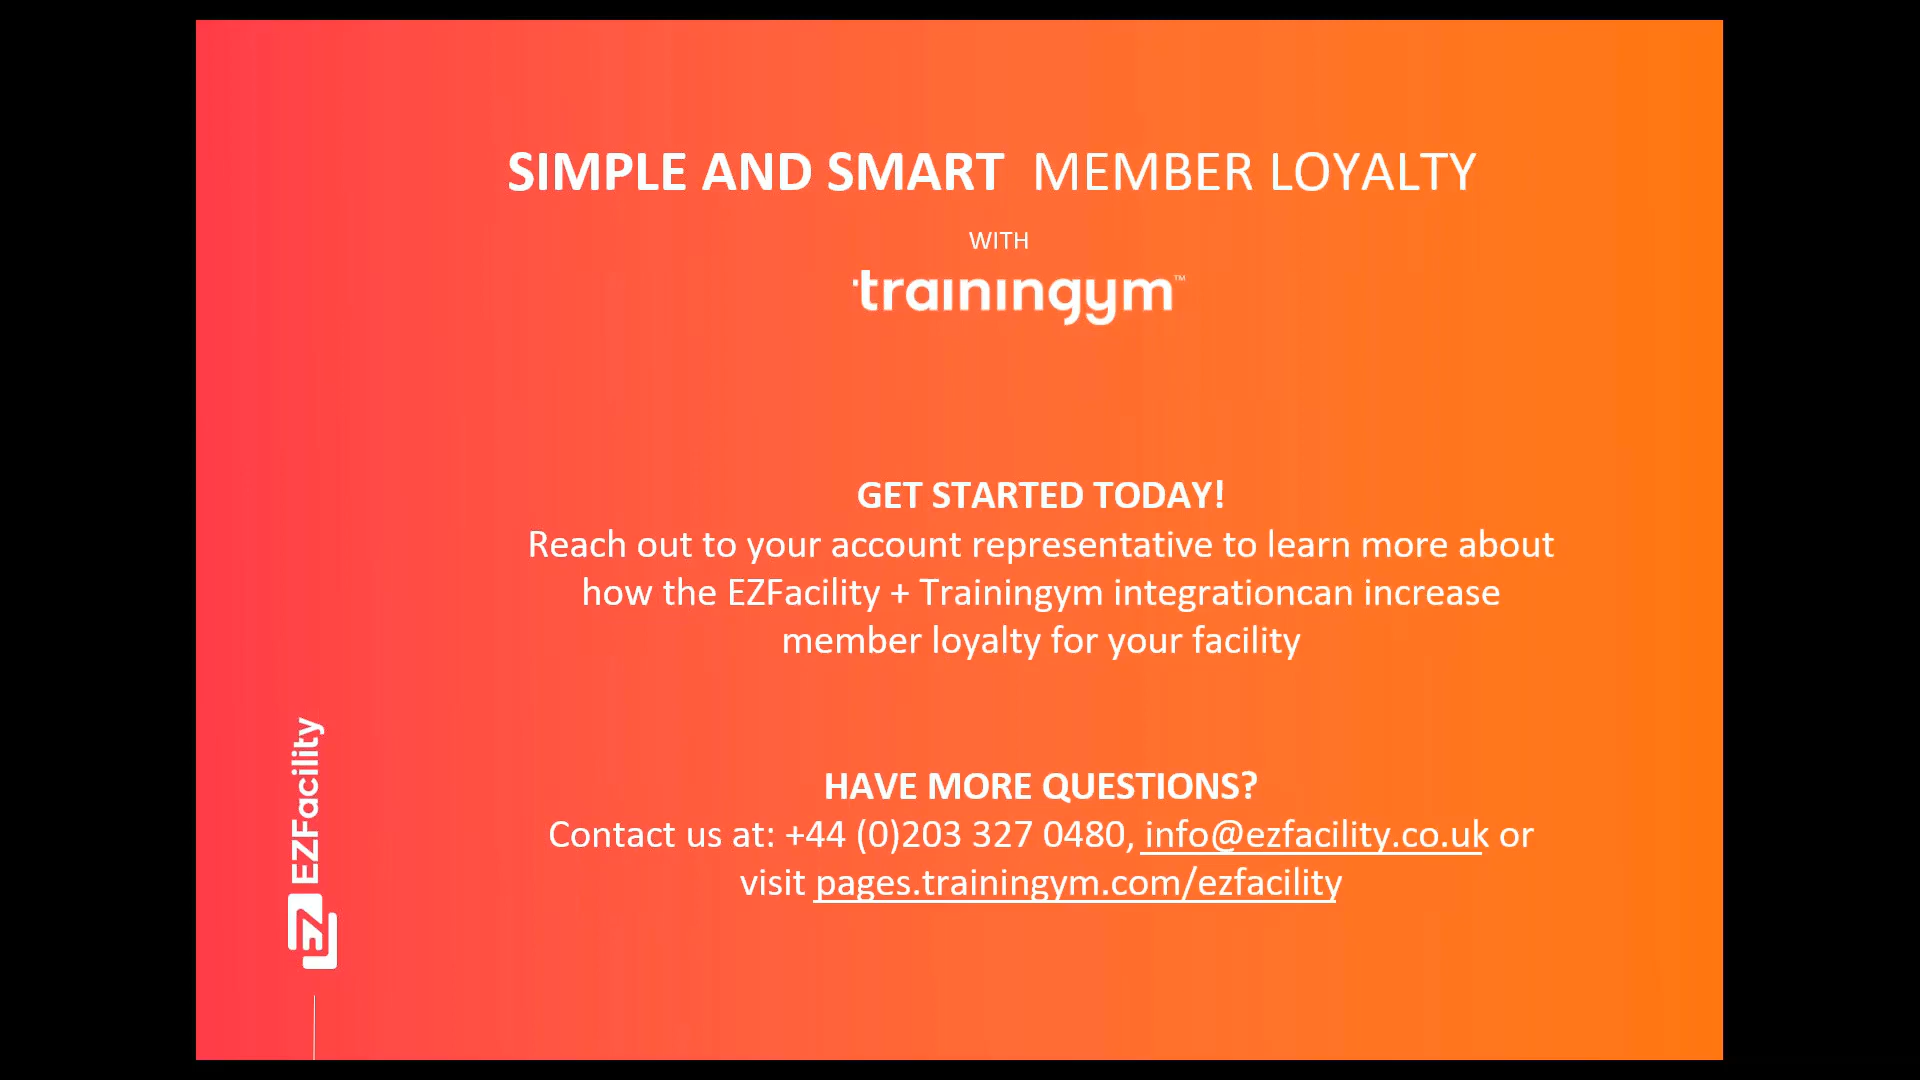 SIMPLE AND SMART MEMBER LOYALTY
WITH
trainingym™
GET STARTED TODAY!
Reach out to your account representative to learn more about
how the EZFacility + Trainingym integrationcan increase
member loyalty for your facility
HAVE MORE QUESTIONS?
Contact us at: +44 (0)203 327 0480, info@ezfacility.co.uk or
visit pages.trainingym.com/ezfacility
EZFacility